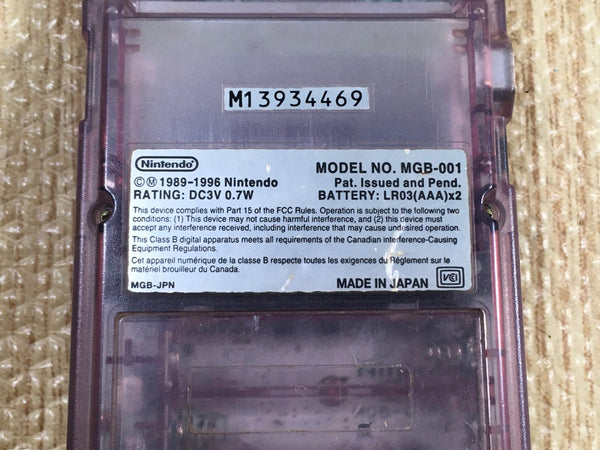 M13934469
Nintendo MODEL NO. MGB-001
©Ⓜ 1989-1996 Nintendo Pat. Issued and Pend.
RATING: DC3V 0.7W BATTERY: LR03(AAA)x2
This device complies with Part 15 of the FCC Rules. Operation is subject to the following two
conditions: (1) This device may not cause harmful interference, and (2) this device must
accept any interference received, including interference that may cause undesired operation.
This Class B digital apparatus meets all requirements of the Canadian interference-Causing
Equipment Regulations.
Cet appareil numérique de la classe B respecte toutes les exigences du Réglement sur le
matériel brouilleur du Canada.
MGB-JPN MADE IN JAPAN VCI